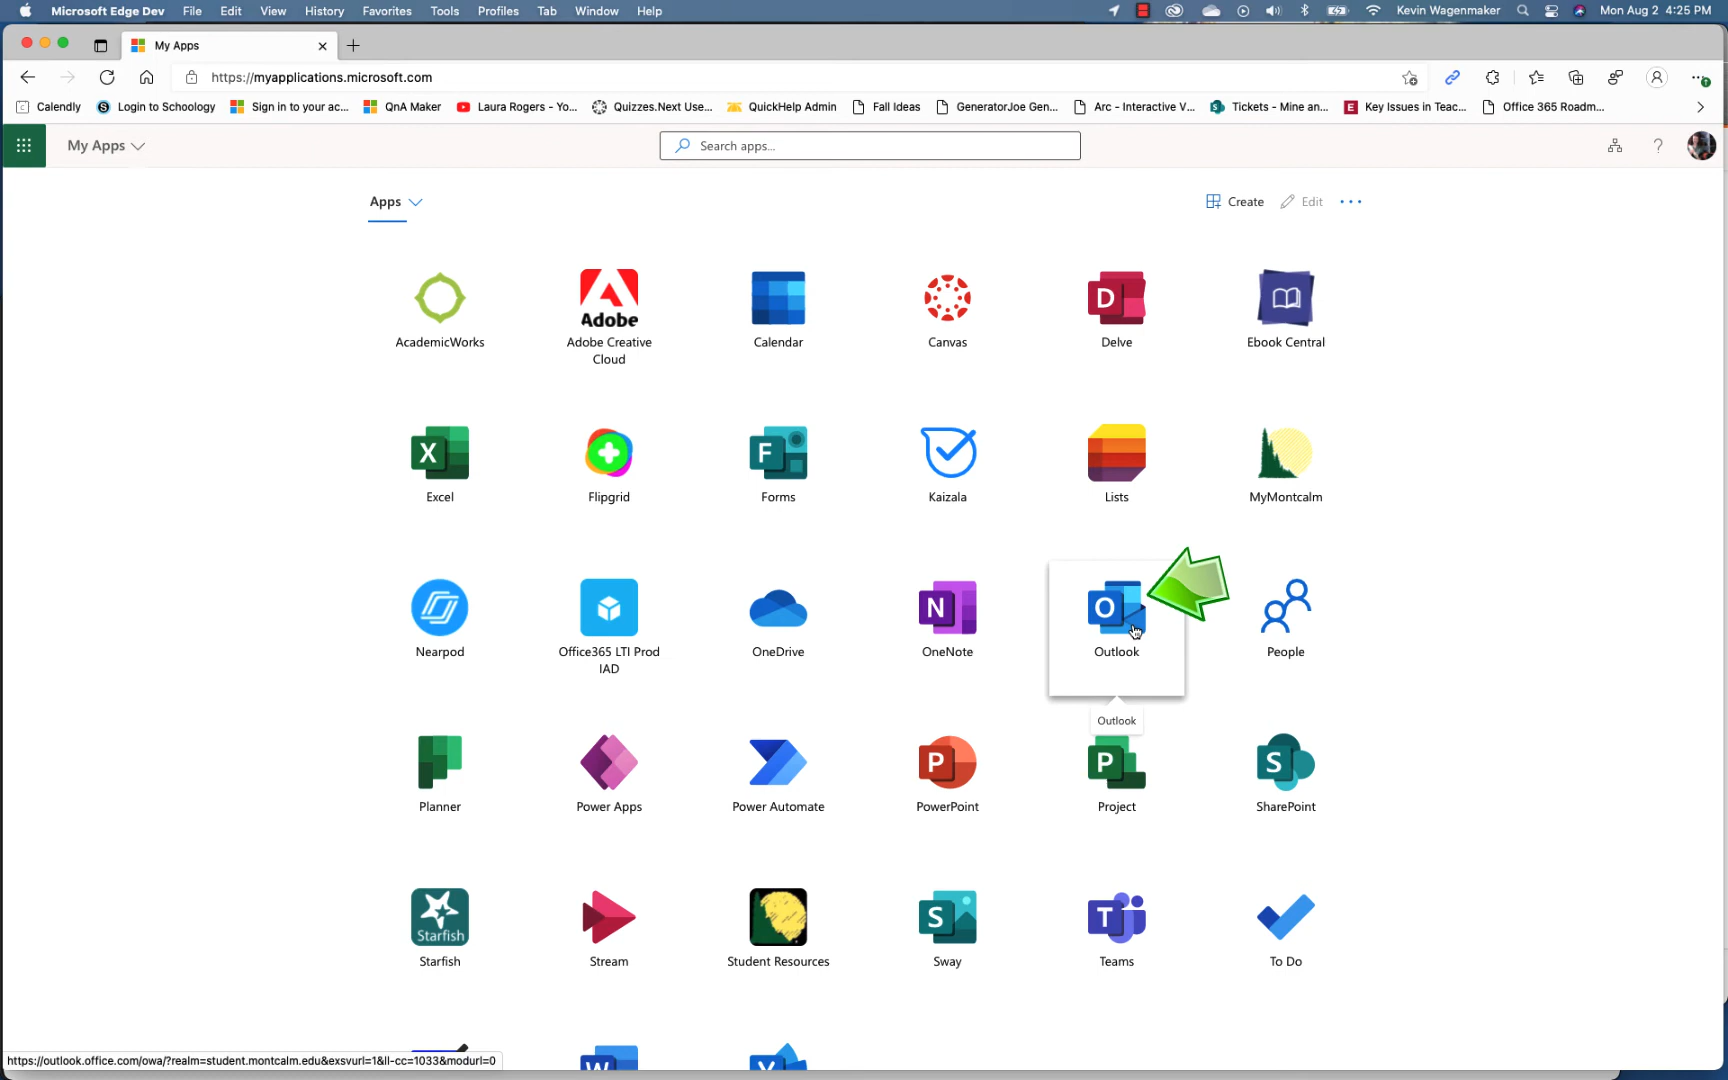 Microsoft Edge Dev File Edit View History Favorites Tools Profiles Tab Window Help Kevin Wagenmaker Mon Aug 2 4:25 PM
My Apps
https://myapplications.microsoft.com
Calendly Login to Schoology Sign in to your ac... QnA Maker Laura Rogers - Yo... Quizzes.Next Use... QuickHelp Admin Fall Ideas GeneratorJoe Gen... Arc - Interactive V... Tickets - Mine an... Key Issues in Teac... Office 365 Roadm...
My Apps Search apps... ?
Apps Create Edit
Adobe D
AcademicWorks Adobe Creative Cloud Calendar Canvas Delve Ebook Central
X F
Excel Flipgrid Forms Kaizala Lists MyMontcalm
N O
Nearpod Office365 LTI Prod IAD OneDrive OneNote Outlook People
Outlook
P P S
Planner Power Apps Power Automate PowerPoint Project SharePoint
Starfish S T
Starfish Stream Student Resources Sway Teams To Do
W
https://outlook.office.com/owa/?realm=student.montcalm.edu&exsvurl=1&ll-cc=1033&modurl=0